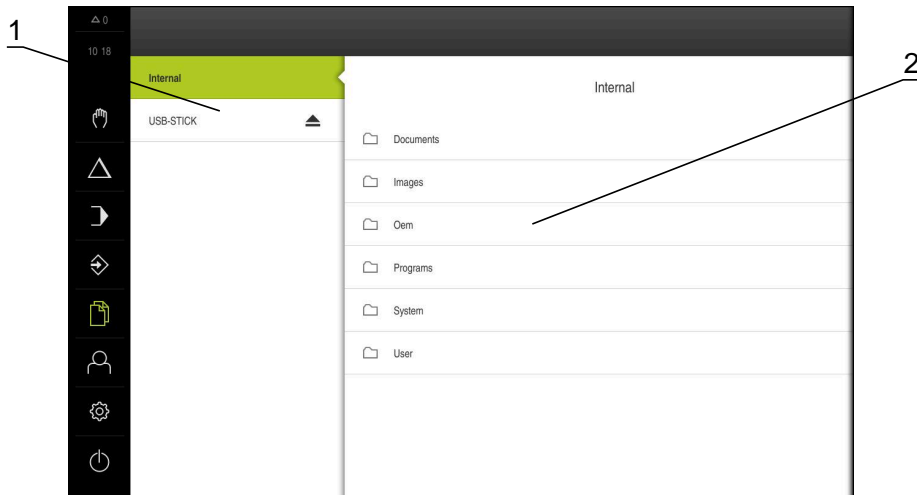 1
0
10 18
2
Internal
Internal
USB-STICK
Documents
Images
Oem
Programs
System
User